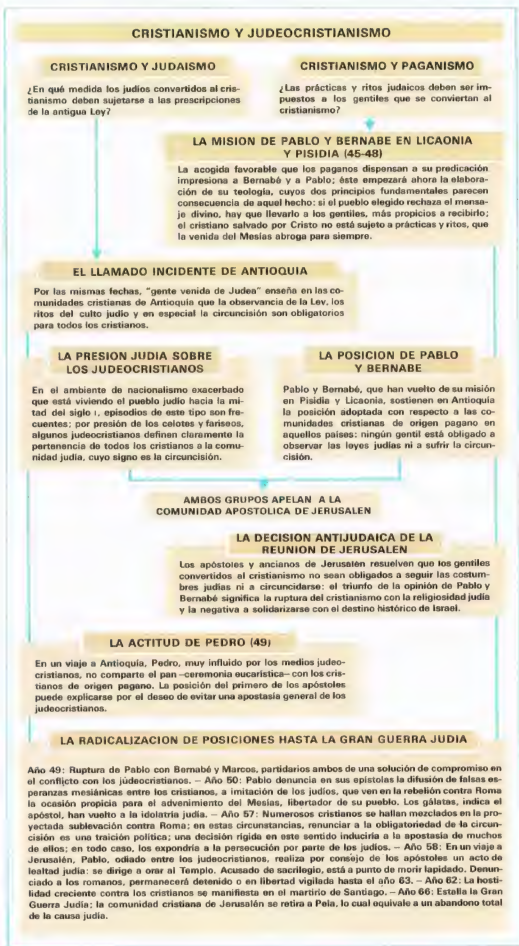 CRISTIANISMO Y JUDEOCRISTIANISMO
CRISTIANISMO Y JUDAISMO
¿En qué medida los judíos convertidos al cris-
tianismo deben sujetarse a las prescripciones
de la antigua Ley?
CRISTIANISMO Y PAGANISMO
¿Las prácticas y ritos judaicos deben ser im-
puestos a los gentiles que se conviertan al
cristianismo?
LA MISION DE PABLO Y BERNABE EN LICAONIA
Y PISIDIA (45-48)
La acogida favorable que los paganos dispensan a su predicación
impresiona a Bernabé y a Pablo; éste empezará ahora la elabora-
ción de su teología, cuyos dos principios fundamentales parecen
consecuencia de aquel hecho: si el pueblo elegido rechaza el mensa-
je divino, hay que llevarlo a los gentiles, más propicios a recibirlo;
el cristiano salvado por Cristo no está sujeto a prácticas y ritos, que
la venida del Mesías abroga para siempre.
EL LLAMADO INCIDENTE DE ANTIOQUIA
Por las mismas fechas, "gente venida de Judea" enseña en las co-
munidades cristianas de Antioquía que la observancia de la Ley, los
ritos del culto judío y en especial la circuncisión son obligatorios
para todos los cristianos.
LA PRESION JUDIA SOBRE
LOS JUDEOCRISTIANOS
En el ambiente de nacionalismo exacerbado
que está viviendo el pueblo judío hacia la mi-
tad del siglo I, episodios de este tipo son fre-
cuentes; por presión de los celotes y fariseos,
algunos judeocristianos definen claramente la
pertenencia de todos los cristianos a la comu-
nidad judía, cuyo signo es la circuncisión.
LA POSICION DE PABLO
Y BERNABE
Pablo y Bernabé, que han vuelto de su misión
en Pisidia y Licaonia, sostienen en Antioquía
la posición adoptada con respecto a las co-
munidades cristianas de origen pagano en
aquellos países: ningún gentil está obligado a
observar las leyes judías ni a sufrir la circun-
cisión.
AMBOS GRUPOS APELAN A LA
COMUNIDAD APOSTOLICA DE JERUSALEN
LA DECISION ANTIJUDAICA DE LA
REUNION DE JERUSALEN
Los apóstoles y ancianos de Jerusalén resuelven que los gentiles
convertidos al cristianismo no sean obligados a seguir las costum-
bres judías ni a circuncidarse: el triunfo de la opinión de Pablo y
Bernabé significa la ruptura del cristianismo con la religiosidad judía
y la negativa a solidarizarse con el destino histórico de Israel.
LA ACTITUD DE PEDRO (49)
En un viaje a Antioquía, Pedro, muy influido por los medios judeo-
cristianos, no comparte el pan –ceremonia eucarística– con los cris-
tianos de origen pagano. La posición del primero de los apóstoles
puede explicarse por el deseo de evitar una apostasía general de los
judeocristianos.
LA RADICALIZACION DE POSICIONES HASTA LA GRAN GUERRA JUDIA
Año 49: Ruptura de Pablo con Bernabé y Marcos, partidarios ambos de una solución de compromiso en
el conflicto con los judeocristianos. – Año 50: Pablo denuncia en sus epístolas la difusión de falsas es-
peranzas mesiánicas entre los cristianos, a imitación de los judíos, que ven en la rebelión contra Roma
la ocasión propicia para el advenimiento del Mesías, libertador de su pueblo. Los gálatas, indica el
apóstol, han vuelto a la idolatría judía. – Año 57: Numerosos cristianos se hallan mezclados en la pro-
yectada sublevación contra Roma; en estas circunstancias, renunciar a la obligatoriedad de la circun-
cisión es una traición política; una decisión rígida en este sentido induciría a la apostasía de muchos
de ellos; en todo caso, los expondría a la persecución por parte de los judíos. – Año 58: En un viaje a
Jerusalén, Pablo, odiado entre los judeocristianos, realiza por consejo de los apóstoles un acto de
lealtad judía: se dirige a orar al Templo. Acusado de sacrilegio, está a punto de morir lapidado. Denun-
ciado a los romanos, permanecerá detenido o en libertad vigilada hasta el año 63. – Año 62: La hosti-
lidad creciente contra los cristianos se manifiesta en el martirio de Santiago. – Año 66: Estalla la Gran
Guerra Judía; la comunidad cristiana de Jerusalén se retira a Pela, lo cual equivale a un abandono total
de la causa judía.